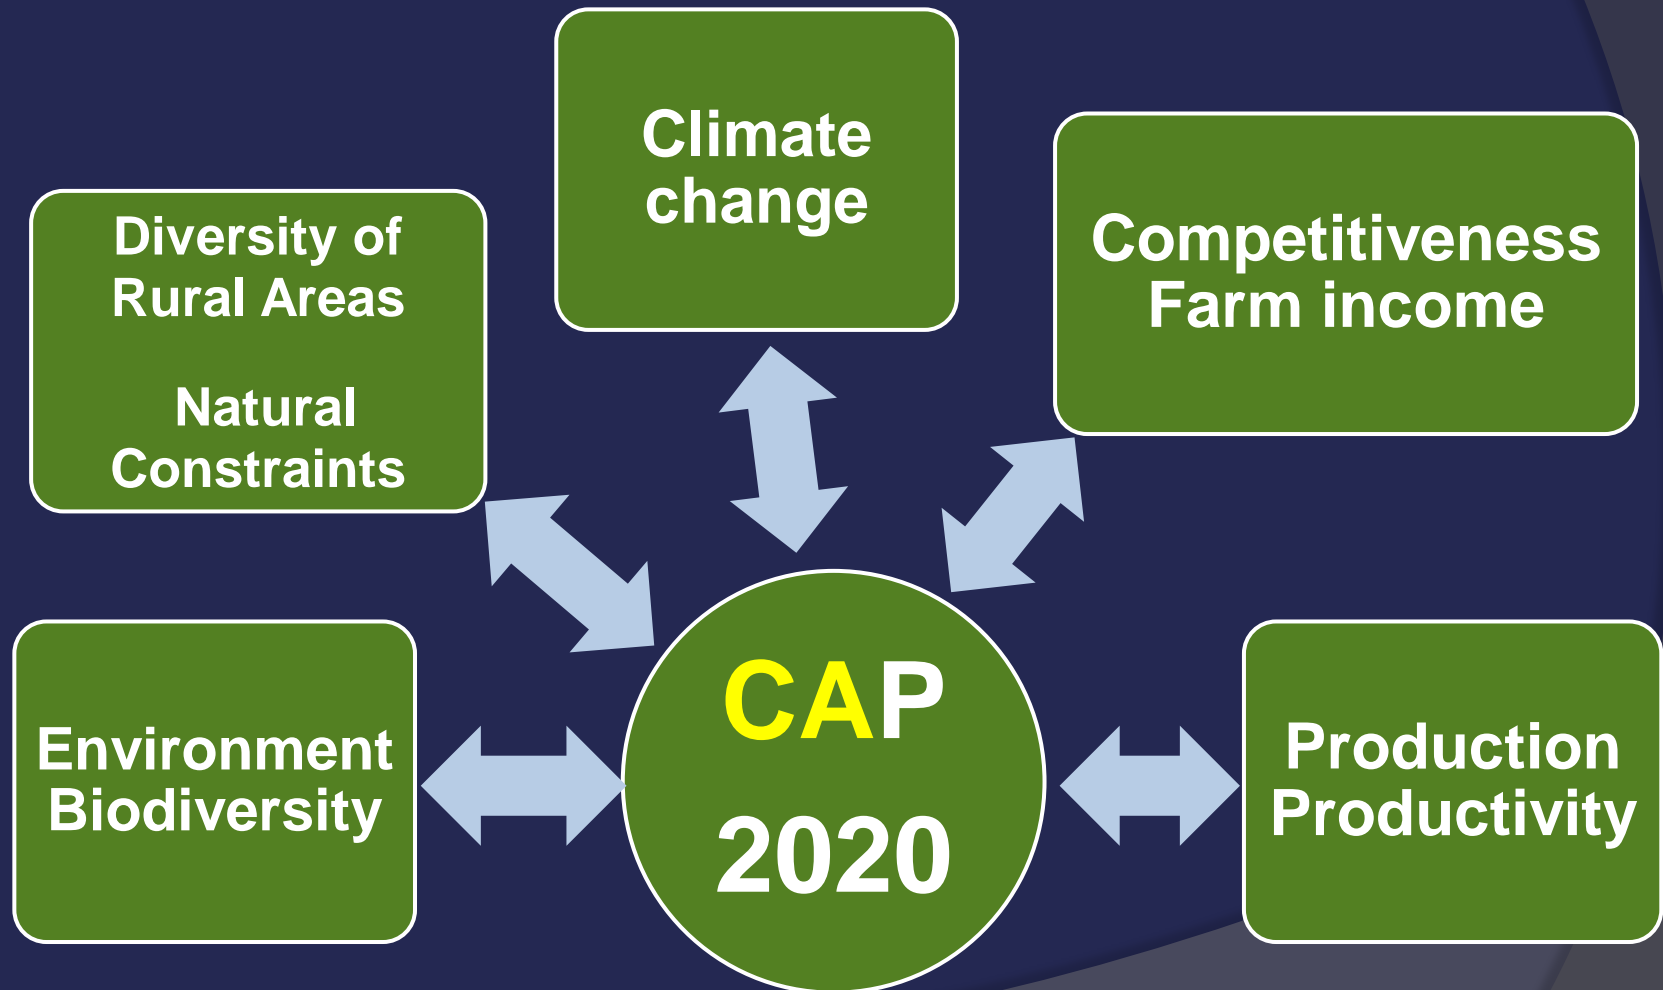 Climate
change
Diversity of
Rural Areas
Natural
Constraints
Competitiveness
Farm income
Environment
Biodiversity
CAP
2020
Production
Productivity